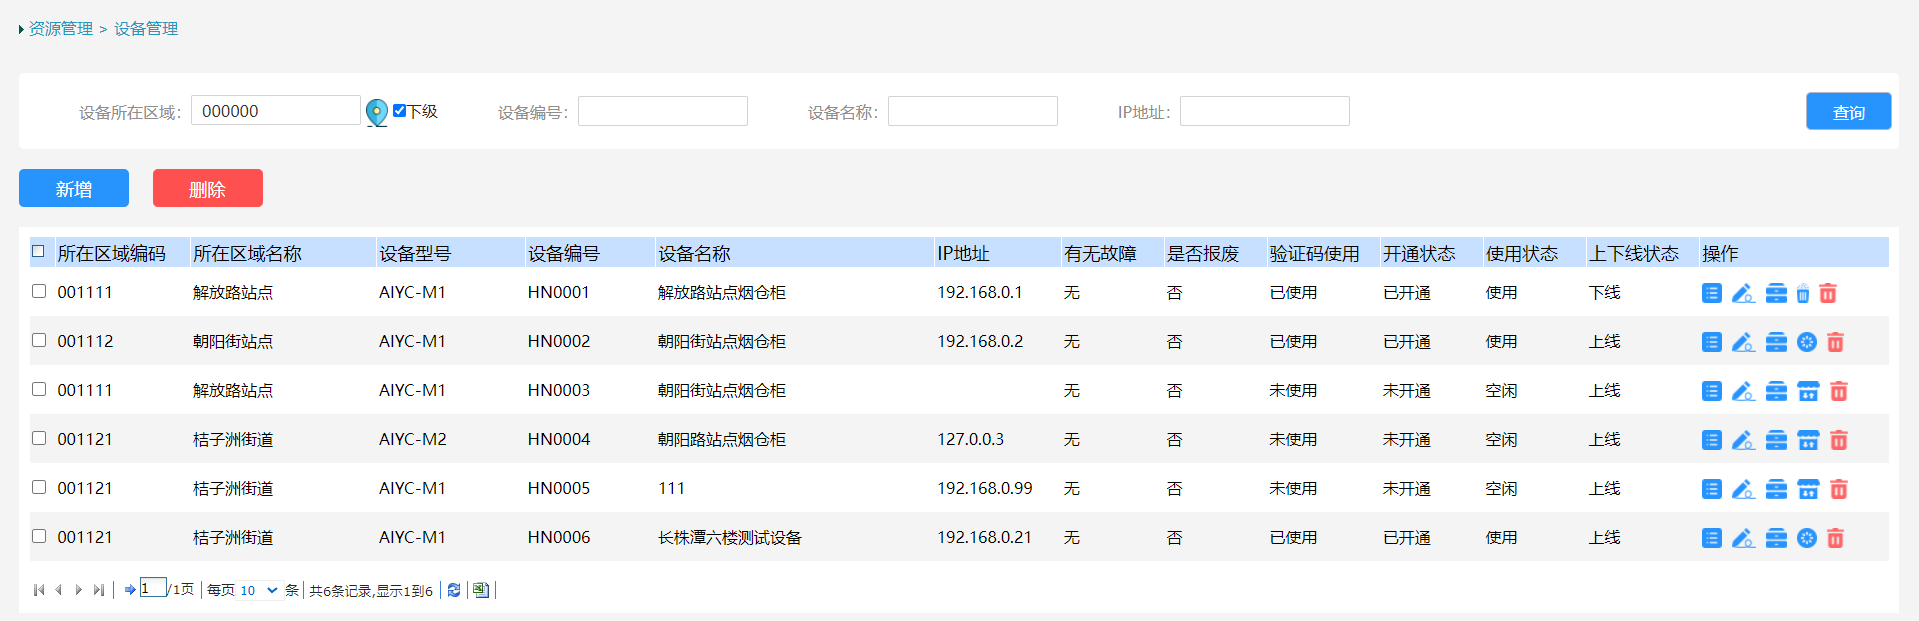 资源管理 > 设备管理
设备所在区域: 000000 下级 设备编号: 设备名称: IP地址: 查询
新增 删除
所在区域编码 所在区域名称 设备型号 设备编号 设备名称 IP地址 有无故障 是否报废 验证码使用 开通状态 使用状态 上下线状态 操作
001111 解放路站点 AIYC-M1 HN0001 解放路站点烟仓柜 192.168.0.1 无 否 已使用 已开通 使用 下线
001112 朝阳街站点 AIYC-M1 HN0002 朝阳街站点烟仓柜 192.168.0.2 无 否 已使用 已开通 使用 上线
001111 解放路站点 AIYC-M1 HN0003 朝阳街站点烟仓柜 无 否 未使用 未开通 空闲 上线
001121 桔子洲街道 AIYC-M2 HN0004 朝阳路站点烟仓柜 127.0.0.3 无 否 未使用 未开通 空闲 上线
001121 桔子洲街道 AIYC-M1 HN0005 111 192.168.0.99 无 否 未使用 未开通 空闲 上线
001121 桔子洲街道 AIYC-M1 HN0006 长株潭六楼测试设备 192.168.0.21 无 否 已使用 已开通 使用 上线
1 /1页 每页 10 条 共6条记录,显示1到6